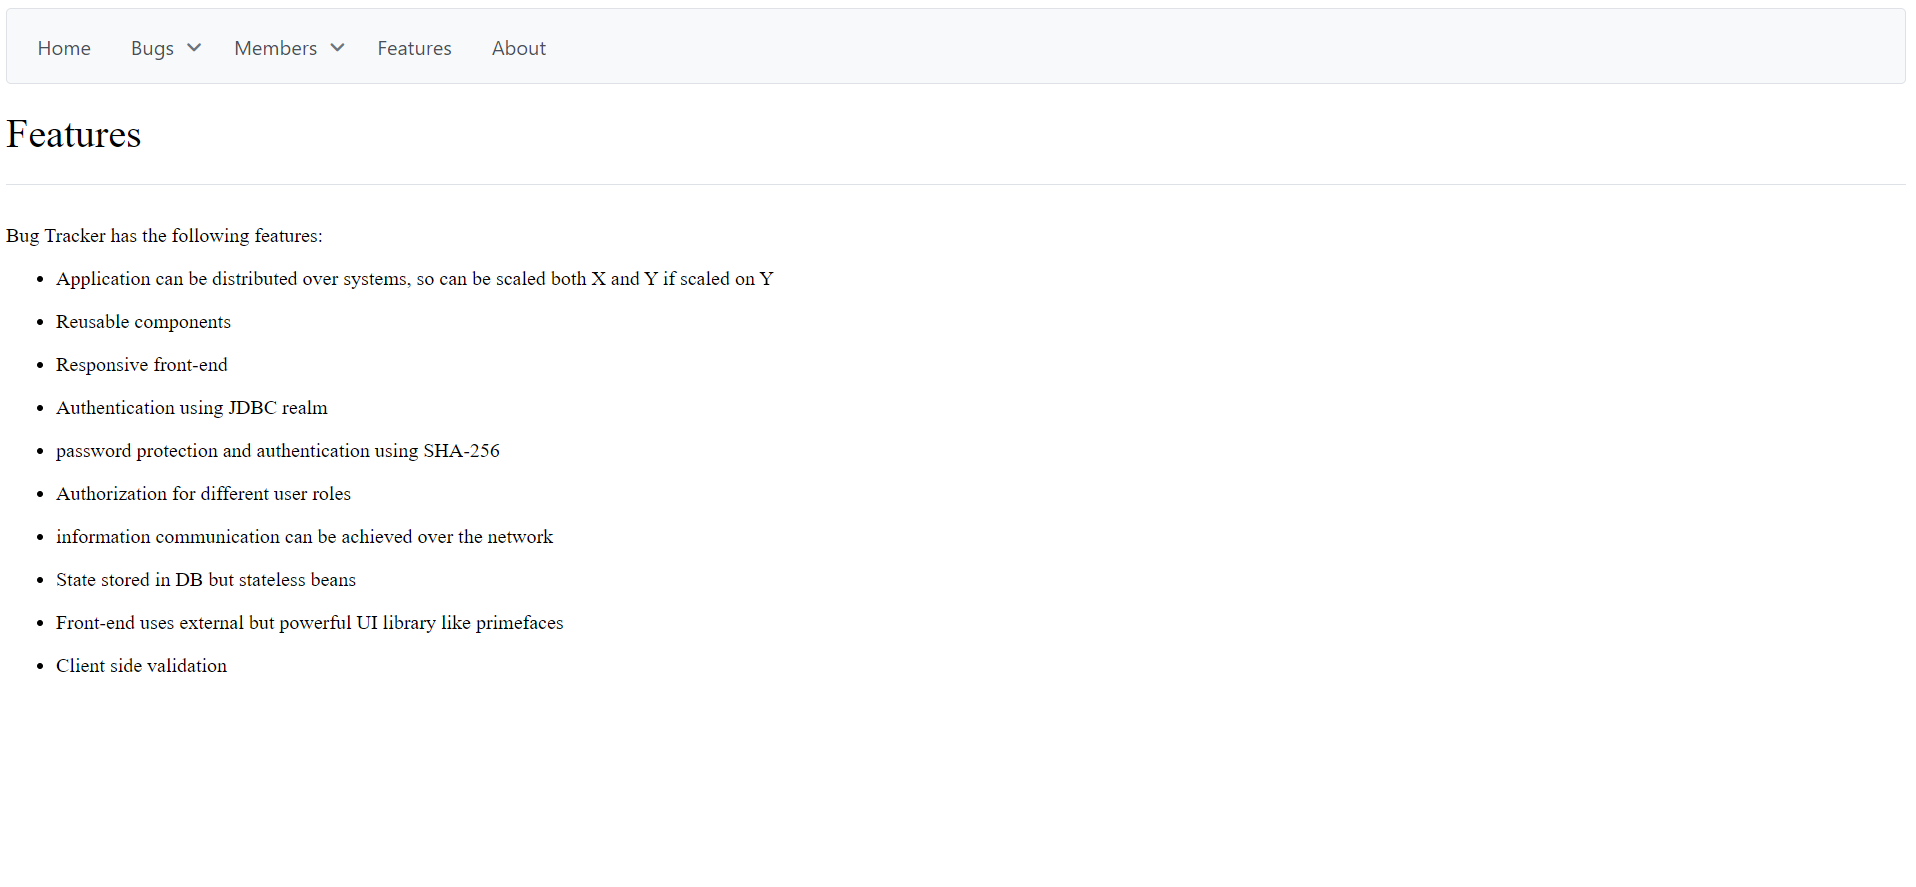 Home Bugs Members Features About
Features
Bug Tracker has the following features:
Application can be distributed over systems, so can be scaled both X and Y if scaled on Y
Reusable components
Responsive front-end
Authentication using JDBC realm
password protection and authentication using SHA-256
Authorization for different user roles
information communication can be achieved over the network
State stored in DB but stateless beans
Front-end uses external but powerful UI library like primefaces
Client side validation